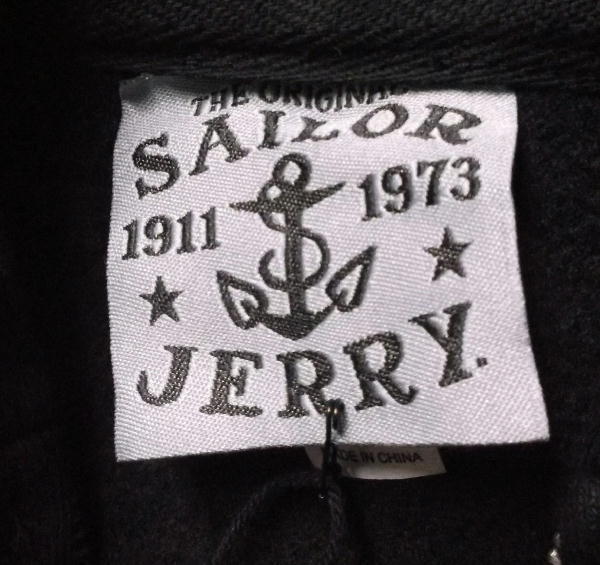 THE ORIGINAL
SAILOR
1911 1973
JERRY.
MADE IN CHINA